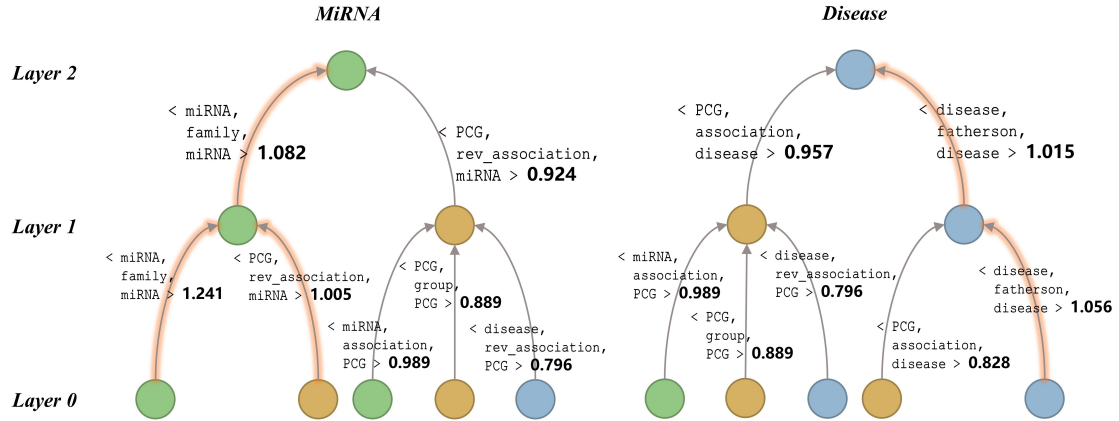 MiRNA
Disease
Layer 2
< miRNA,
family,
miRNA > 1.082
< PCG,
rev_association,
miRNA > 0.924
< PCG,
association,
disease > 0.957
< disease,
fatherson,
disease > 1.015
Layer 1
< miRNA,
family,
miRNA > 1.241
< PCG,
rev_association,
miRNA > 1.005
< PCG,
group,
PCG > 0.889
< miRNA,
association,
PCG > 0.989
< disease,
rev_association,
PCG > 0.796
< miRNA,
association,
PCG > 0.989
< disease,
rev_association,
PCG > 0.796
< PCG,
group,
PCG > 0.889
< PCG,
association,
disease > 0.828
< disease,
fatherson,
disease > 1.056
Layer 0